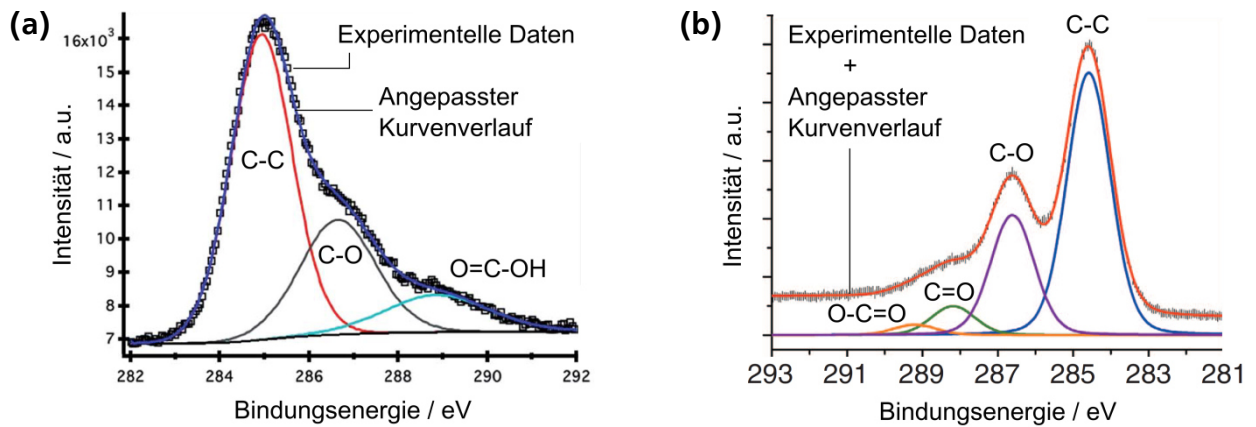 (a)
16x10³
15
14
13
12
11
10
9
8
7
282
284
286
288
290
292
Intensität / a.u.
Bindungsenergie / eV
Experimentelle Daten
Angepasster
Kurvenverlauf
C-C
C-O
O=C-OH
(b)
Experimentelle Daten
+
Angepasster
Kurvenverlauf
C-C
C-O
C=O
O-C=O
Intensität / a.u.
293
291
289
287
285
283
281
Bindungsenergie / eV